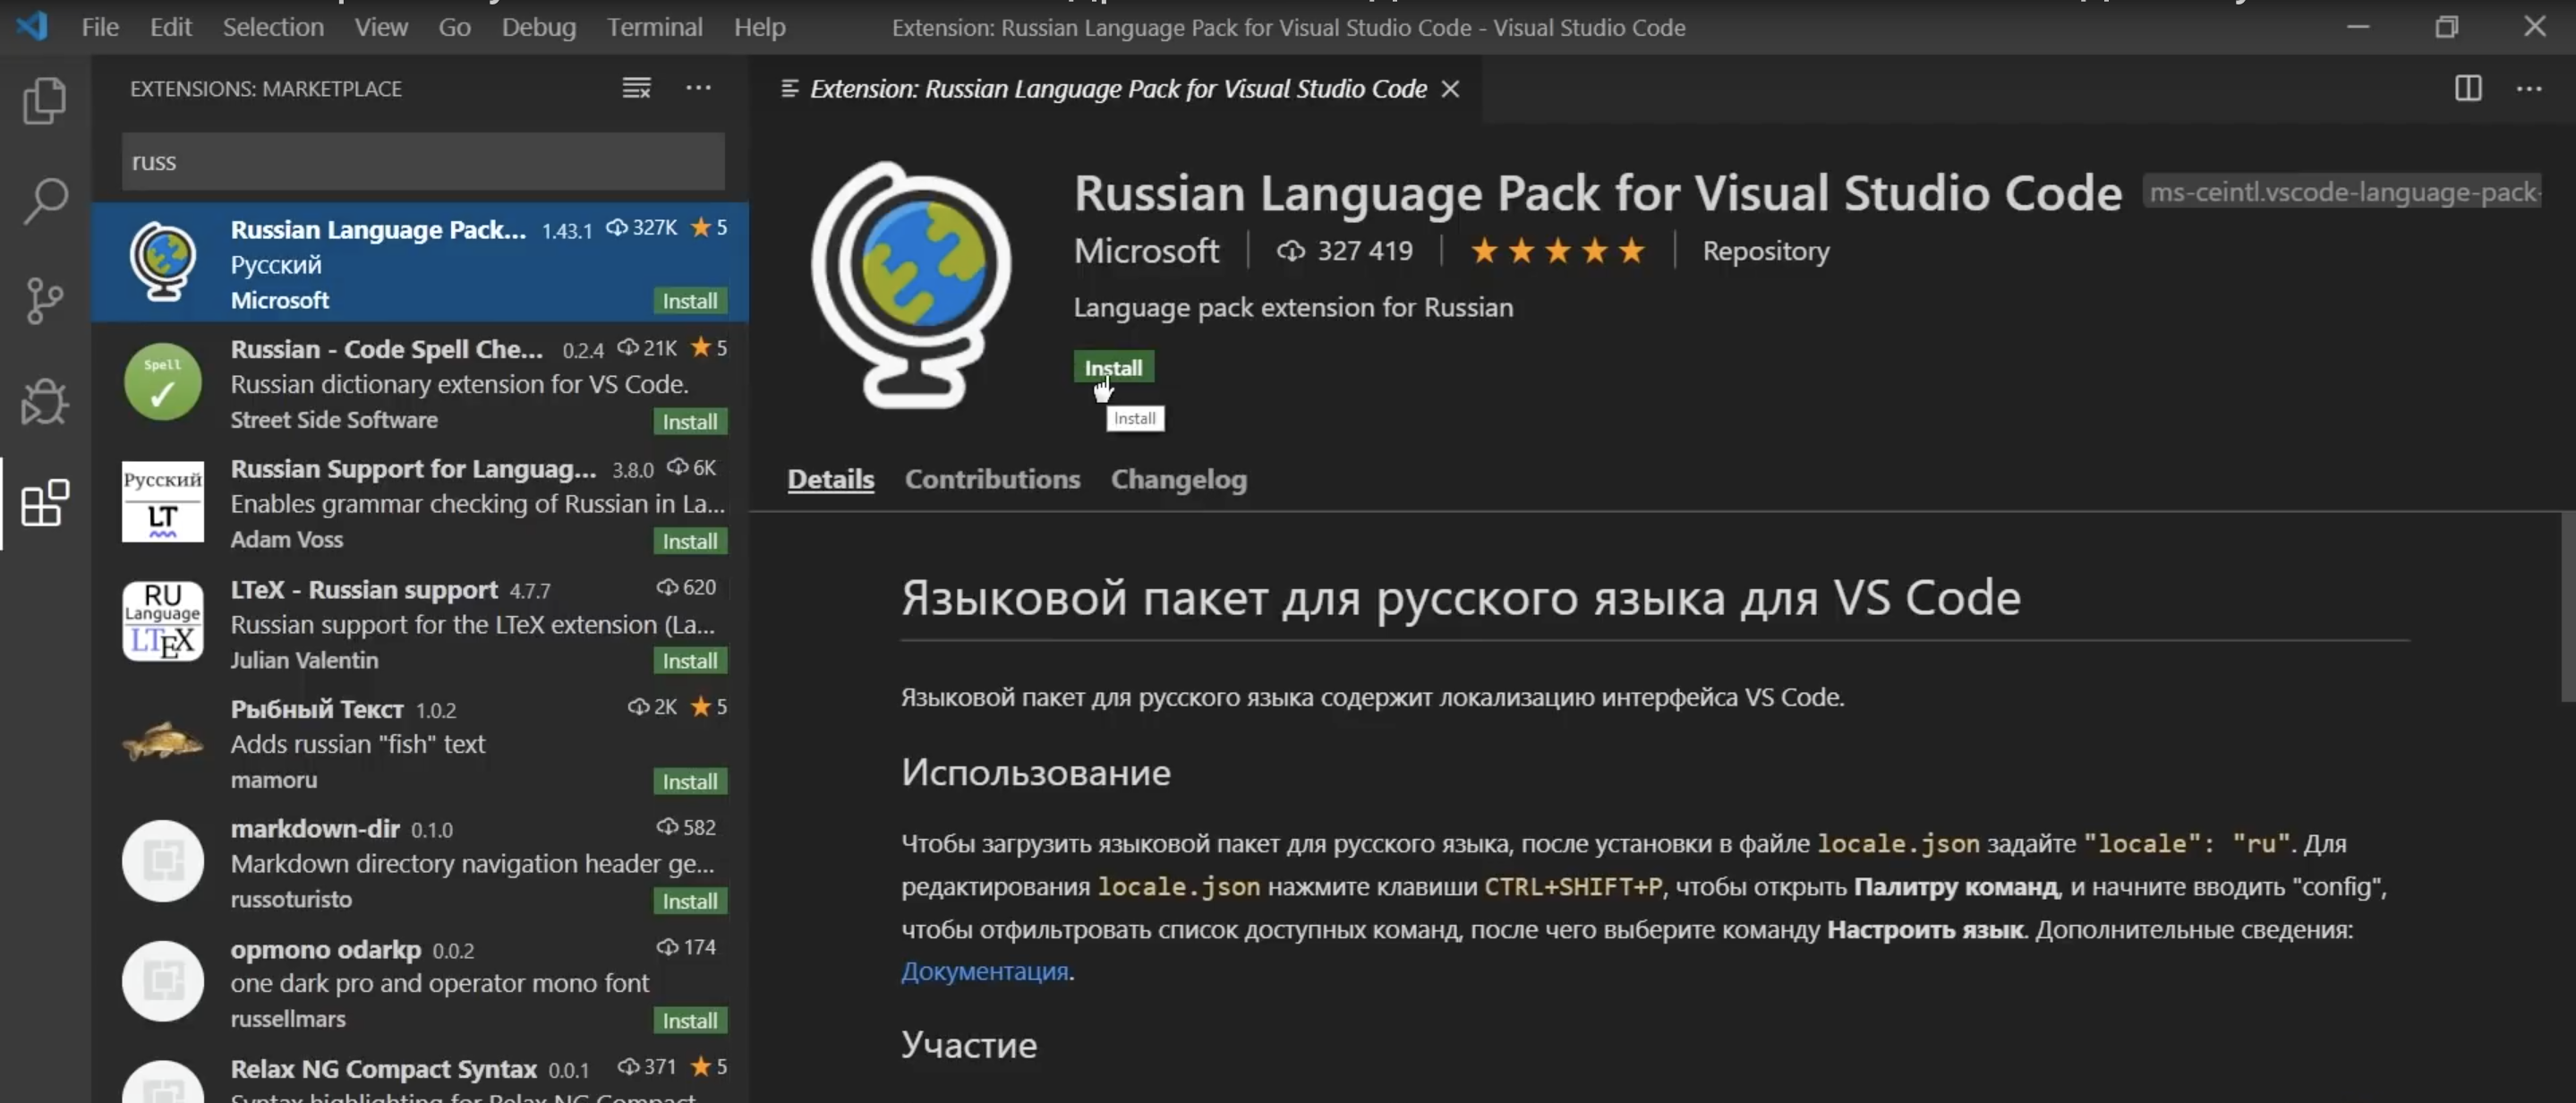 File Edit Selection View Go Debug Terminal Help
Extension: Russian Language Pack for Visual Studio Code - Visual Studio Code
EXTENSIONS: MARKETPLACE
russ
Russian Language Pack... 1.43.1 327K 5
Русский
Microsoft
Install
Spell
Russian - Code Spell Che... 0.2.4 21K 5
Russian dictionary extension for VS Code.
Street Side Software
Install
Русский
LT
Russian Support for Languag... 3.8.0 6K
Enables grammar checking of Russian in La...
Adam Voss
Install
RU
Language
LTEX
LTeX - Russian support 4.7.7 620
Russian support for the LTeX extension (La...
Julian Valentin
Install
Рыбный Текст 1.0.2 2K 5
Adds russian "fish" text
mamoru
Install
markdown-dir 0.1.0 582
Markdown directory navigation header ge...
russoturisto
Install
opmono odarkp 0.0.2 174
one dark pro and operator mono font
russellmars
Install
Relax NG Compact Syntax 0.0.1 371 5
Syntax highlighting for Relax NG Compact
Extension: Russian Language Pack for Visual Studio Code
Russian Language Pack for Visual Studio Code ms-ceintl.vscode-language-pack-
Microsoft 327 419 Repository
Language pack extension for Russian
Install
Install
Details Contributions Changelog
Языковой пакет для русского языка для VS Code
Языковой пакет для русского языка содержит локализацию интерфейса VS Code.
Использование
Чтобы загрузить языковой пакет для русского языка, после установки в файле locale.json задайте "locale": "ru". Для
редактирования locale.json нажмите клавиши CTRL+SHIFT+P, чтобы открыть Палитру команд, и начните вводить "config",
чтобы отфильтровать список доступных команд, после чего выберите команду Настроить язык. Дополнительные сведения:
Документация.
Участие